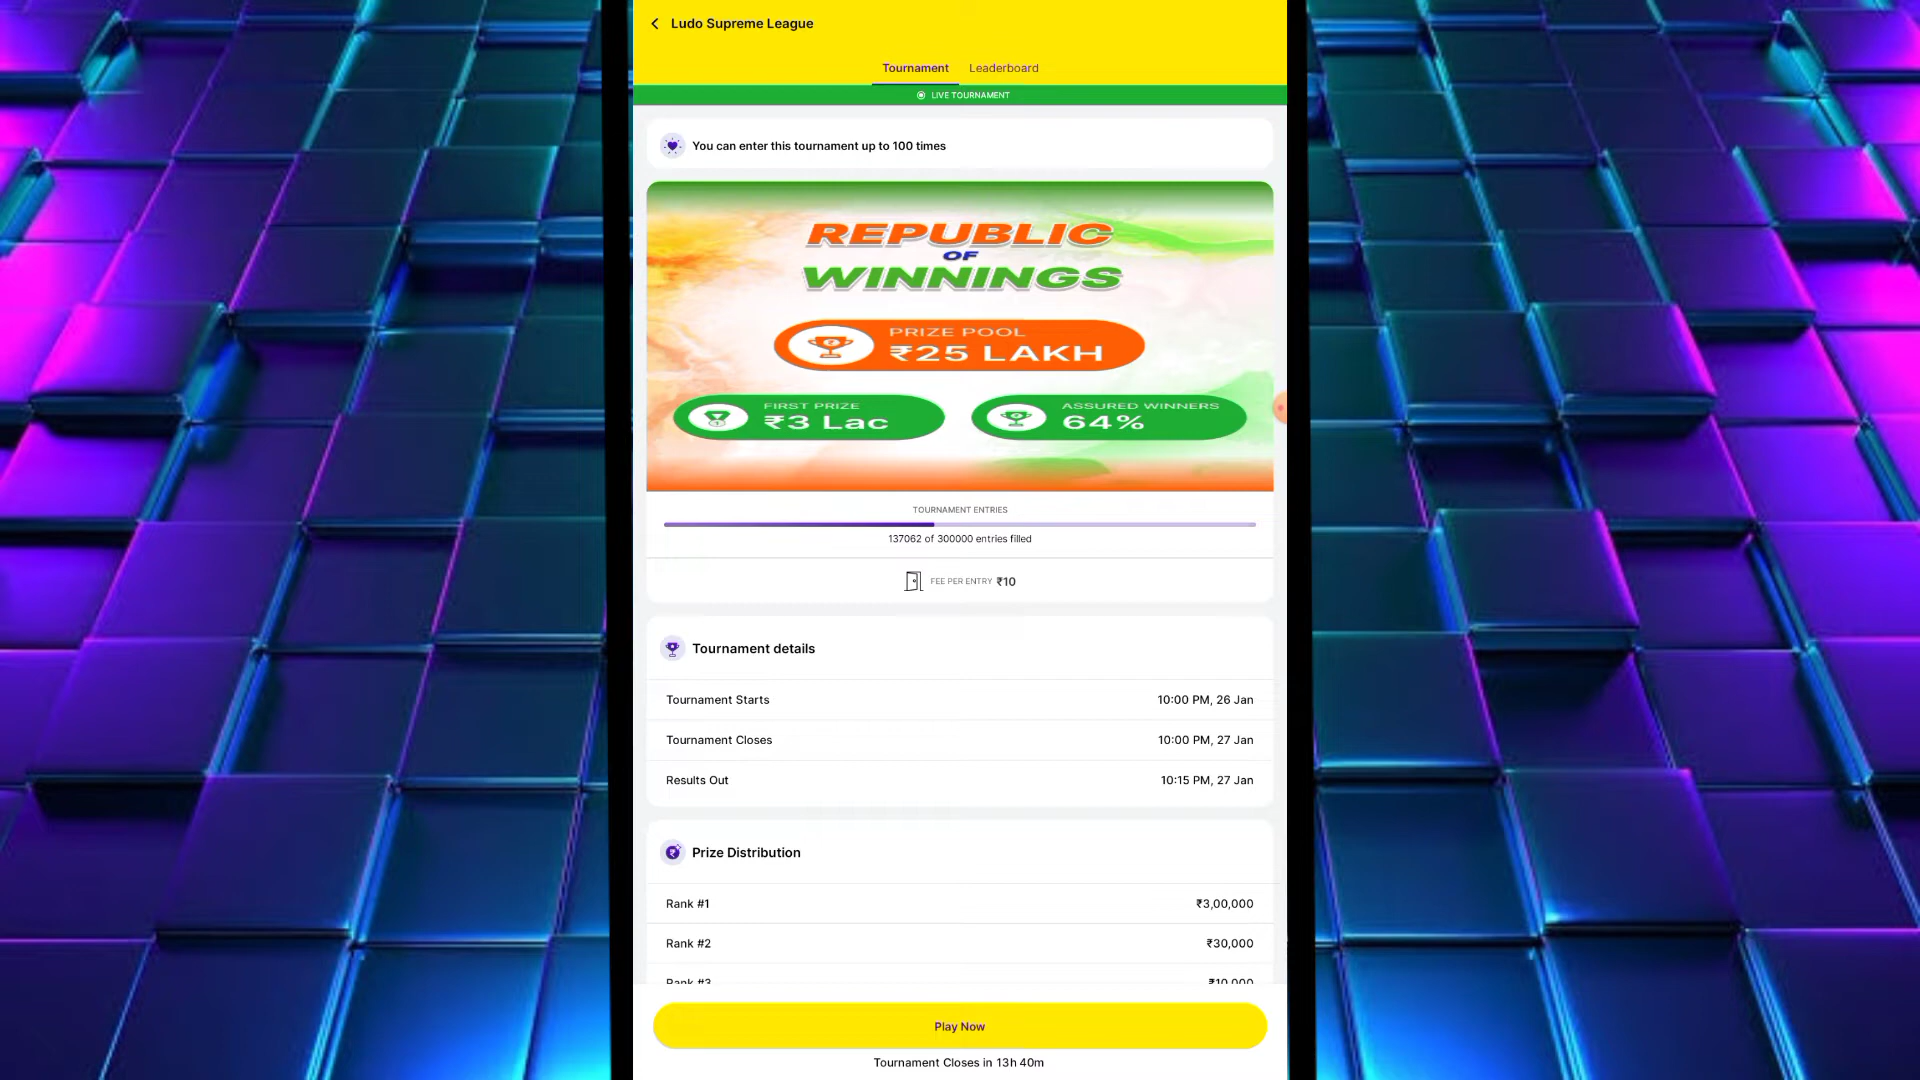 Ludo Supreme League
Tournament Leaderboard
LIVE TOURNAMENT
You can enter this tournament up to 100 times
REPUBLIC
OF
WINNINGS
PRIZE POOL
₹25 LAKH
FIRST PRIZE
₹3 Lac
ASSURED WINNERS
64%
TOURNAMENT ENTRIES
137062 of 300000 entries filled
FEE PER ENTRY ₹10
Tournament details
Tournament Starts 10:00 PM, 26 Jan
Tournament Closes 10:00 PM, 27 Jan
Results Out 10:15 PM, 27 Jan
Prize Distribution
Rank #1 ₹3,00,000
Rank #2 ₹30,000
Rank #3 ₹10,000
Play Now
Tournament Closes in 13h 40m